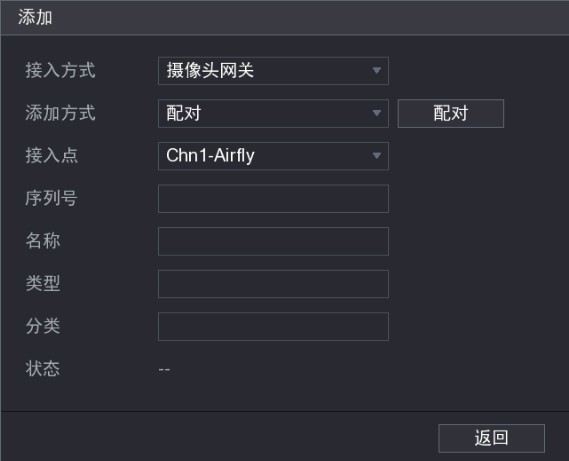 添加
接入方式 摄像头网关
添加方式 配对 配对
接入点 Chn1-Airfly
序列号
名称
类型
分类
状态 --
返回